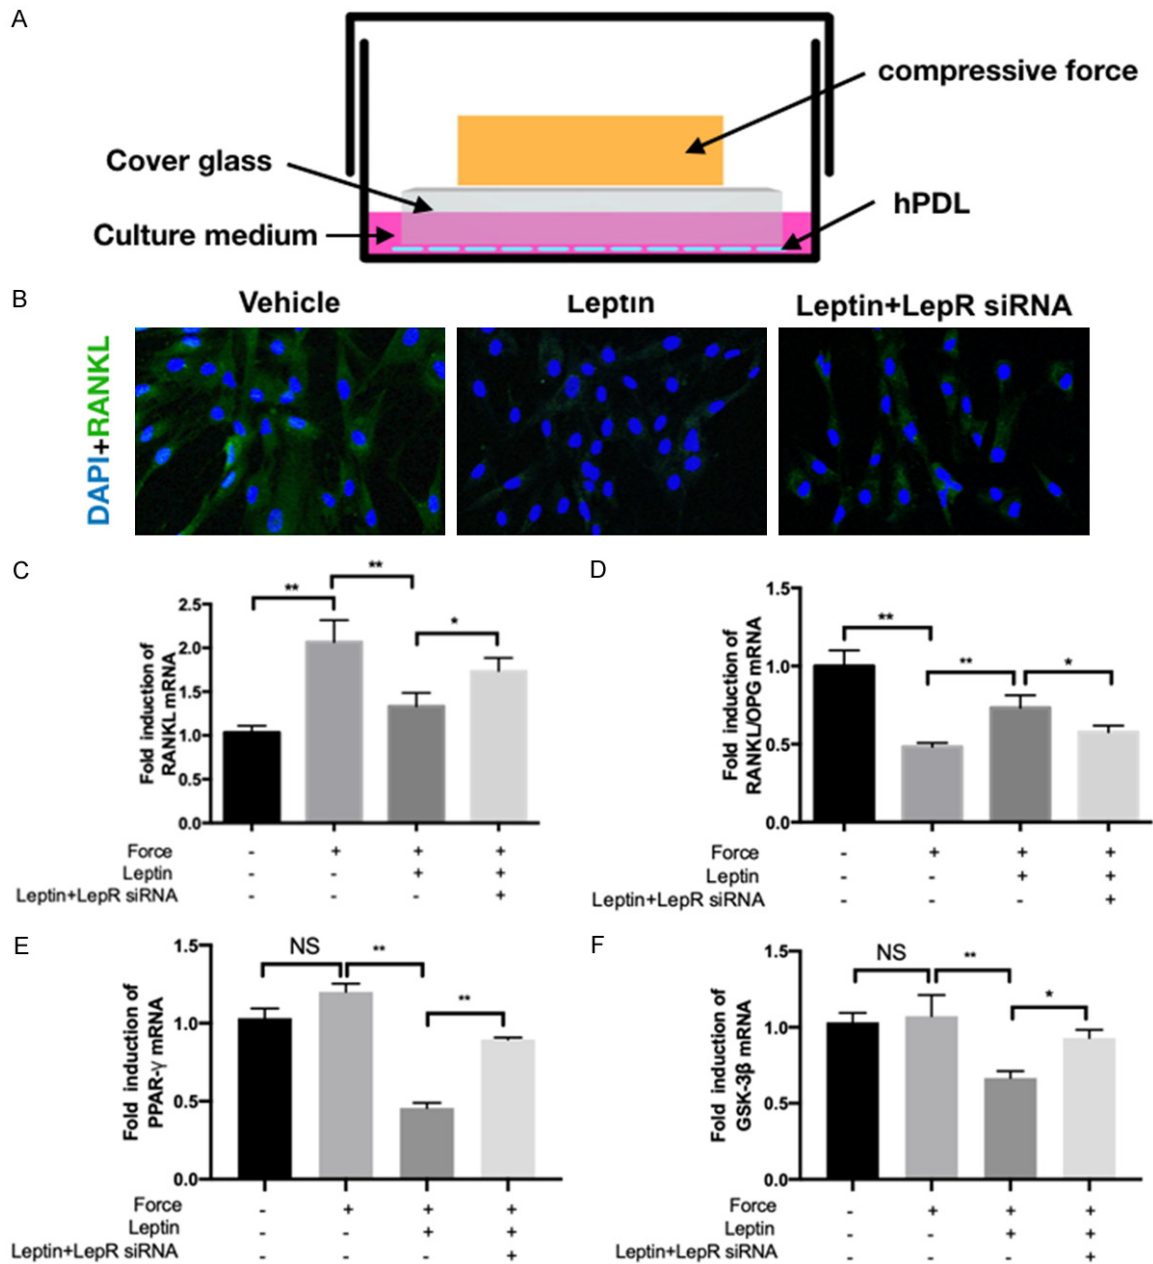 A
compressive force
Cover glass
hPDL
Culture medium
B
Vehicle
Leptin
Leptin+LepR siRNA
DAPI+RANKL
C
**
**
*
Fold induction of
RANKL mRNA
2.5
2.0
1.5
1.0
0.5
0.0
Force - + + +
Leptin - - + +
Leptin+LepR siRNA - - - +
D
**
**
*
Fold induction of
RANKL/OPG mRNA
1.5
1.0
0.5
0.0
Force - + + +
Leptin - - + +
Leptin+LepR siRNA - - - +
E
NS
**
**
Fold induction of
PPAR-γ mRNA
1.5
1.0
0.5
0.0
Force - + + +
Leptin - - + +
Leptin+LepR siRNA - - - +
F
NS
**
*
Fold induction of
GSK-3β mRNA
1.5
1.0
0.5
0.0
Force - + + +
Leptin - - + +
Leptin+LepR siRNA - - - +